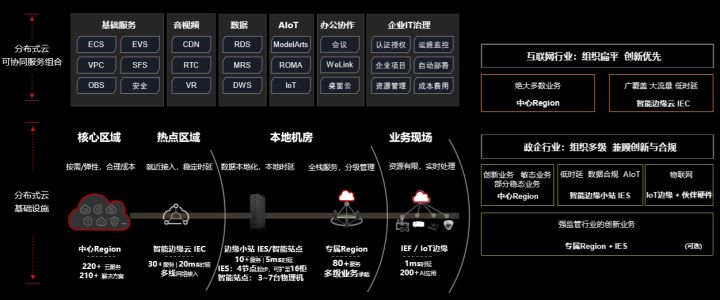 分布式云
可协同服务组合
基础服务
ECS EVS
VPC SFS
OBS 安全
音视频
CDN
RTC
VR
数据
RDS
MRS
DWS
AIoT
ModelArts
ROMA
IoT
办公协作
会议
WeLink
桌面云
企业IT治理
认证授权 运维监控
企业项目 自动部署
资源管理 成本费用
分布式云
基础设施
核心区域
按需/弹性，合理成本
中心Region
220+ 云服务
210+ 解决方案
热点区域
就近接入，稳定时延
智能边缘云 IEC
30+服务 | 20ms时延
多线网络接入
本地机房
数据本地化，本地时延
边缘小站 IES/智能站点
10+服务 | 5ms时延
IES：4节点起步，可扩至16柜
智能站点： 3~7台物理机
全栈服务，分级管理
专属Region
80+服务
多级业务承载
业务现场
资源有限，实时处理
IEF / IoT边缘
1ms时延
200+AI应用
互联网行业：组织扁平 创新优先
绝大多数业务
中心Region
广覆盖 大流量 低时延
智能边缘云 IEC
政企行业：组织多级 兼顾创新与合规
创新业务 敏态业务
部分稳态业务
中心Region
低时延 数据合规 AIoT
智能边缘小站 IES
物联网
IoT边缘 + 伙伴硬件
强监管行业的创新业务
专属Region + IES (可选)